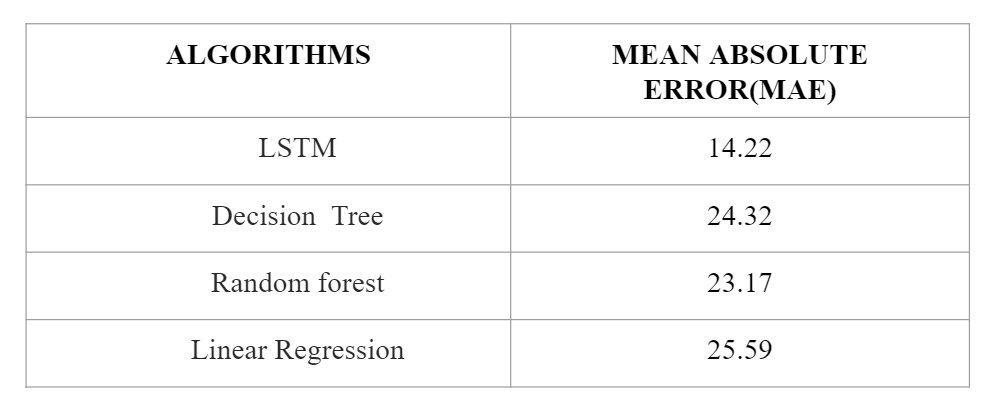 ALGORITHMS
MEAN ABSOLUTE
ERROR(MAE)
LSTM
14.22
Decision  Tree
24.32
Random forest
23.17
Linear Regression
25.59